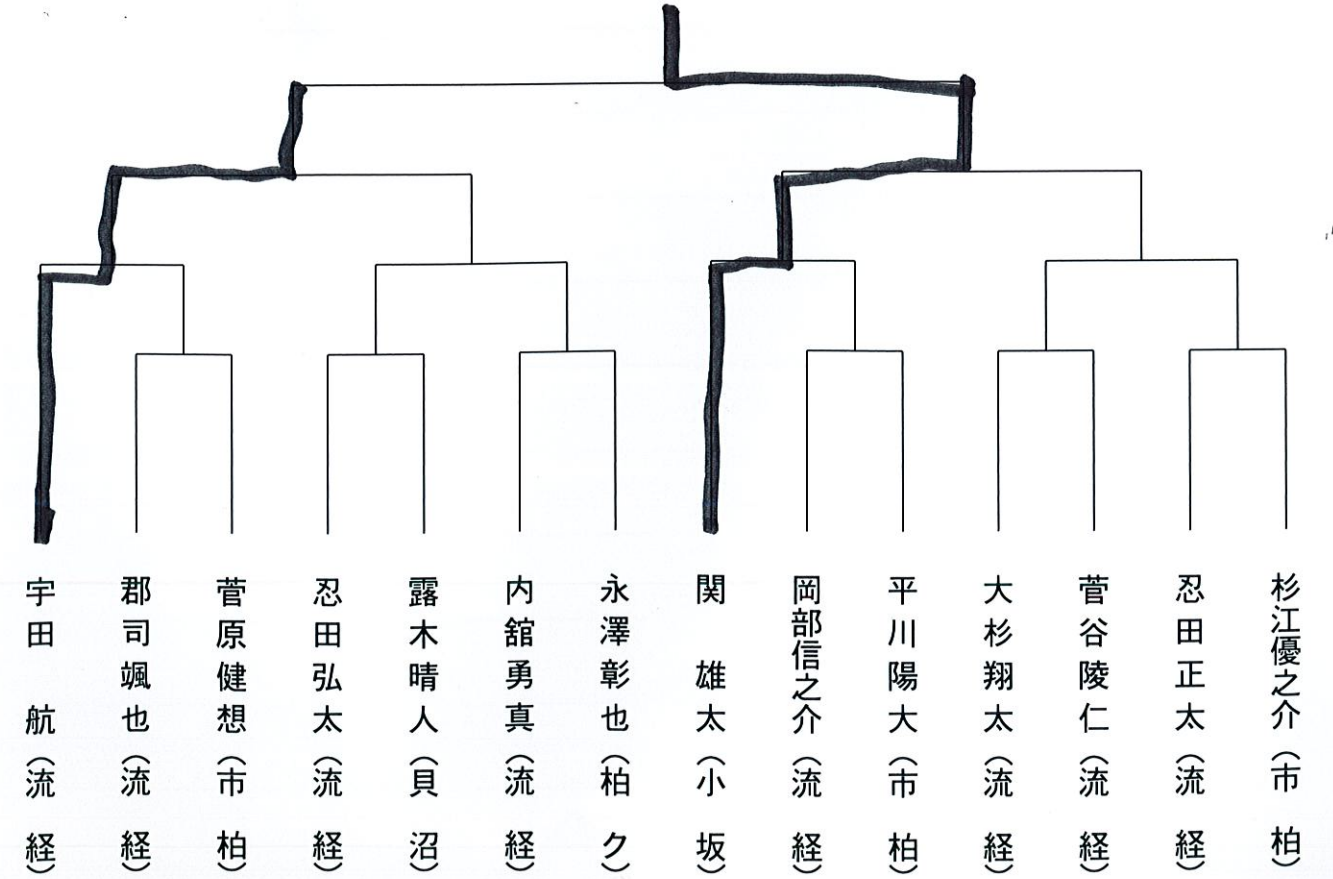 宇田　航（流　経）
郡司颯也（流　経）
菅原健想（市　柏）
忍田弘太（流　経）
露木晴人（貝　沼）
内舘勇真（流　経）
永澤彰也（柏　ク）
関　雄太（小　坂）
岡部信之介（流　経）
平川陽大（市　柏）
大杉翔太（流　経）
菅谷陵仁（流　経）
忍田正太（流　経）
杉江優之介（市　柏）